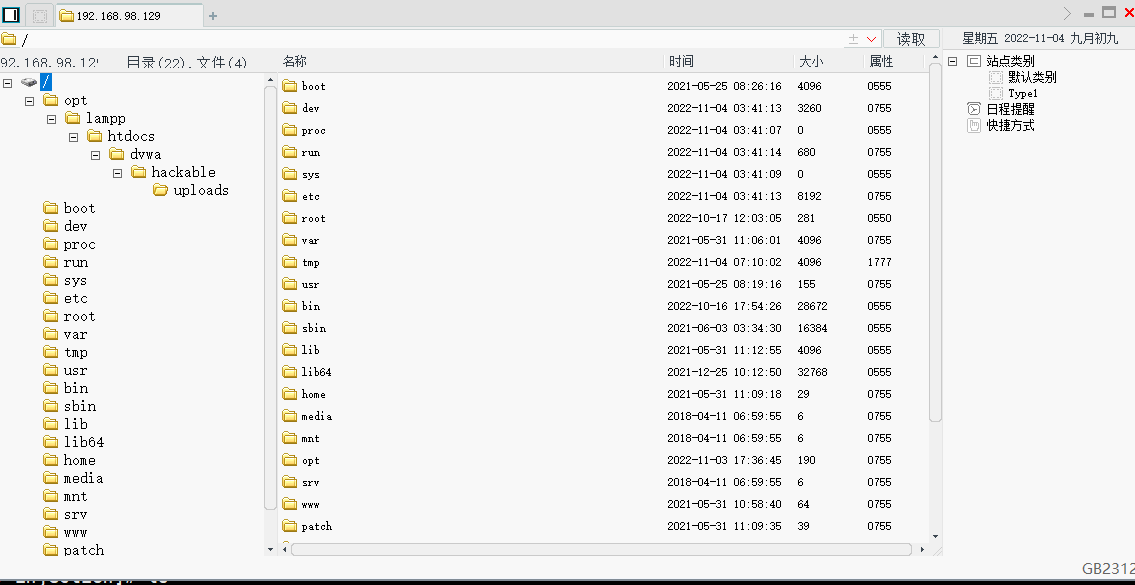 192.168.98.129
/
读取
星期五 2022-11-04 九月初九
92.168.98.12 目录(22),文件(4)
名称 时间 大小 属性
/
opt
lampp
htdocs
dvwa
hackable
uploads
boot
dev
proc
run
sys
etc
root
var
tmp
usr
bin
sbin
lib
lib64
home
media
mnt
srv
www
patch
boot 2021-05-25 08:26:16 4096 0555
dev 2022-11-04 03:41:13 3260 0755
proc 2022-11-04 03:41:07 0 0555
run 2022-11-04 03:41:14 680 0755
sys 2022-11-04 03:41:09 0 0555
etc 2022-11-04 03:41:13 8192 0755
root 2022-10-17 12:03:05 281 0550
var 2021-05-31 11:06:01 4096 0755
tmp 2022-11-04 07:10:02 4096 1777
usr 2021-05-25 08:19:16 155 0755
bin 2022-10-16 17:54:26 28672 0555
sbin 2021-06-03 03:34:30 16384 0555
lib 2021-05-31 11:12:55 4096 0555
lib64 2021-12-25 10:12:50 32768 0555
home 2021-05-31 11:09:18 29 0755
media 2018-04-11 06:59:55 6 0755
mnt 2018-04-11 06:59:55 6 0755
opt 2022-11-03 17:36:45 190 0755
srv 2018-04-11 06:59:55 6 0755
www 2021-05-31 10:58:40 64 0755
patch 2021-05-31 11:09:35 39 0755
站点类别
默认类别
Type1
日程提醒
快捷方式
GB2312